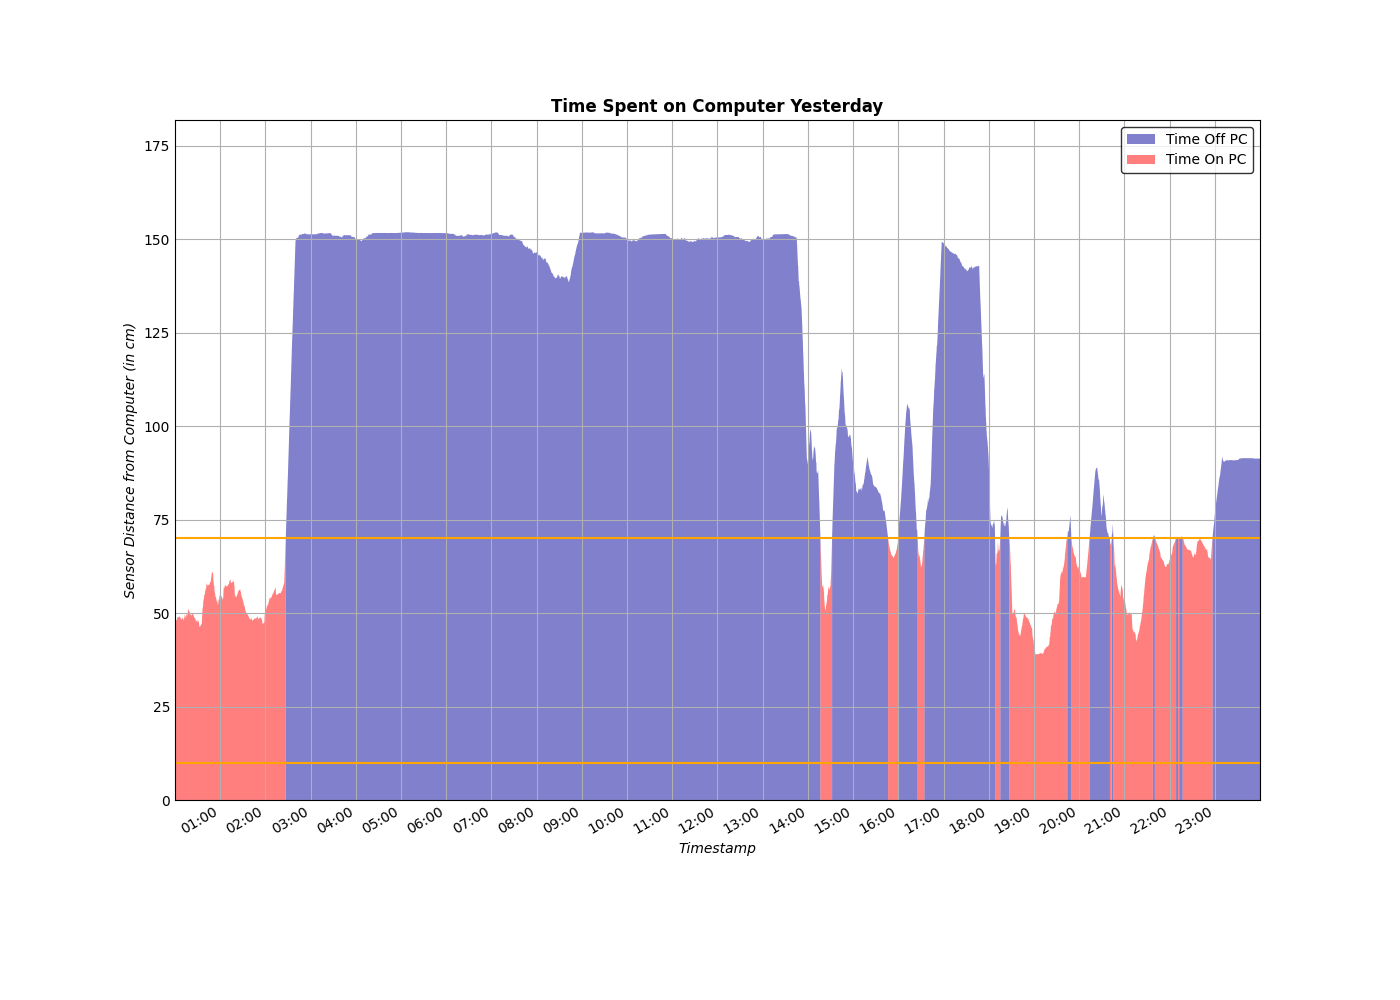 Time Spent on Computer Yesterday
Time Off PC
Time On PC
175
150
125
100
75
50
25
0
Sensor Distance from Computer (in cm)
01:00 02:00 03:00 04:00 05:00 06:00 07:00 08:00 09:00 10:00 11:00 12:00 13:00 14:00 15:00 16:00 17:00 18:00 19:00 20:00 21:00 22:00 23:00
Timestamp